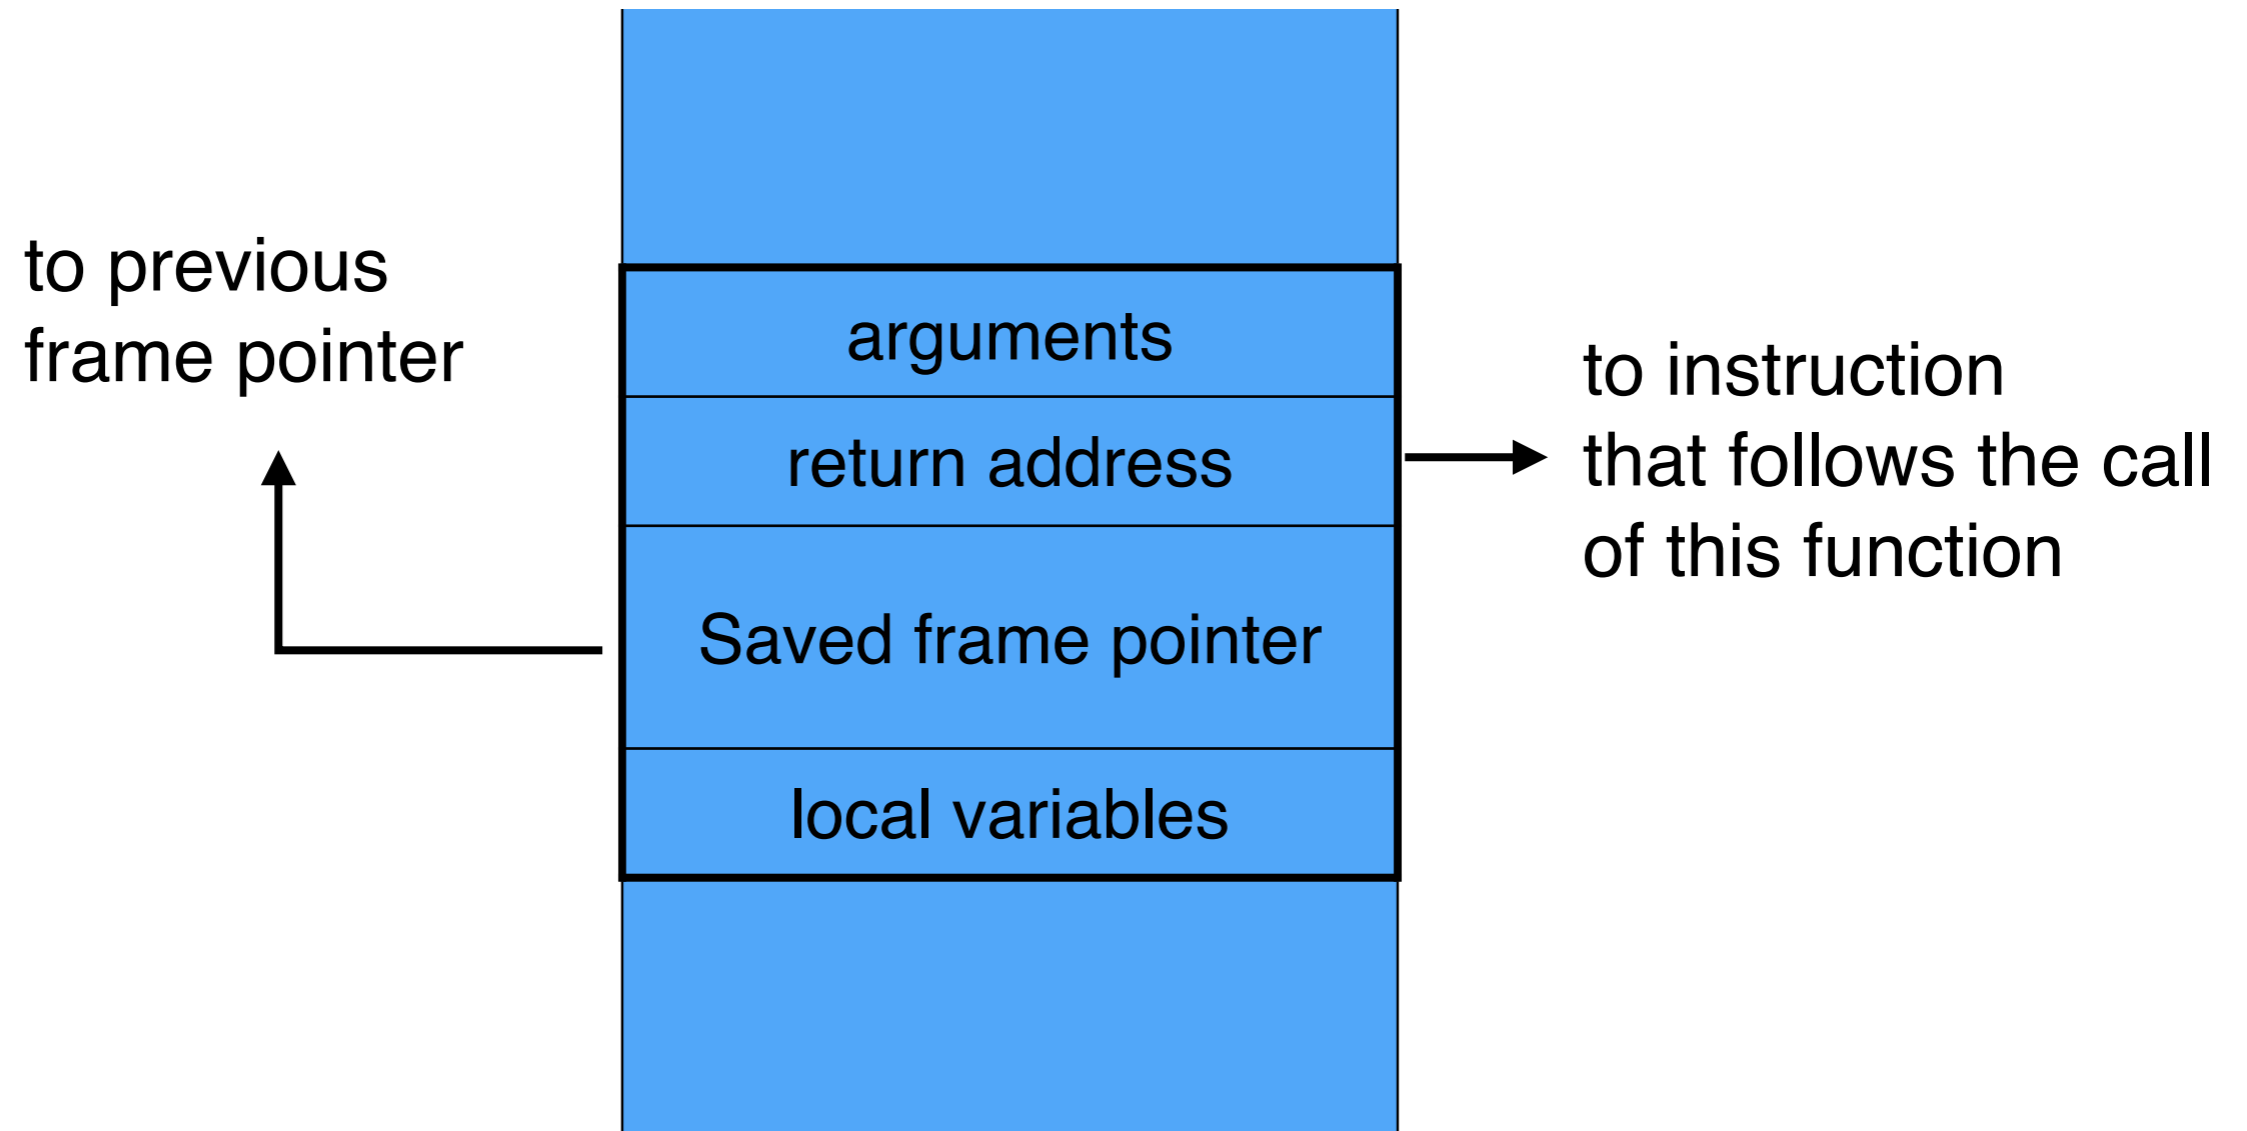 to previous
frame pointer
arguments
return address
Saved frame pointer
local variables
to instruction
that follows the call
of this function